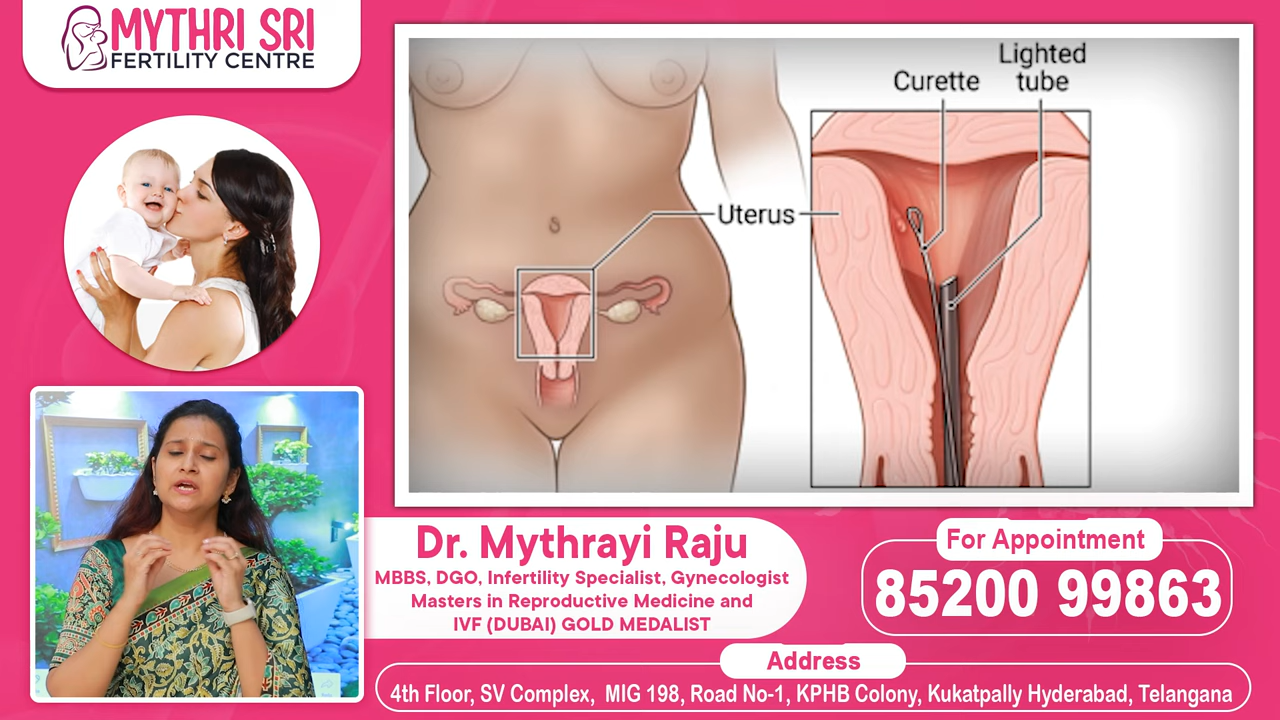 MYTHRI SRI
FERTILITY CENTRE
Curette
Lighted
tube
Uterus
Dr. Mythrayi Raju
MBBS, DGO, Infertility Specialist, Gynecologist
Masters in Reproductive Medicine and
IVF (DUBAI) GOLD MEDALIST
For Appointment
85200 99863
Address
4th Floor, SV Complex, MIG 198, Road No-1, KPHB Colony, Kukatpally Hyderabad, Telangana